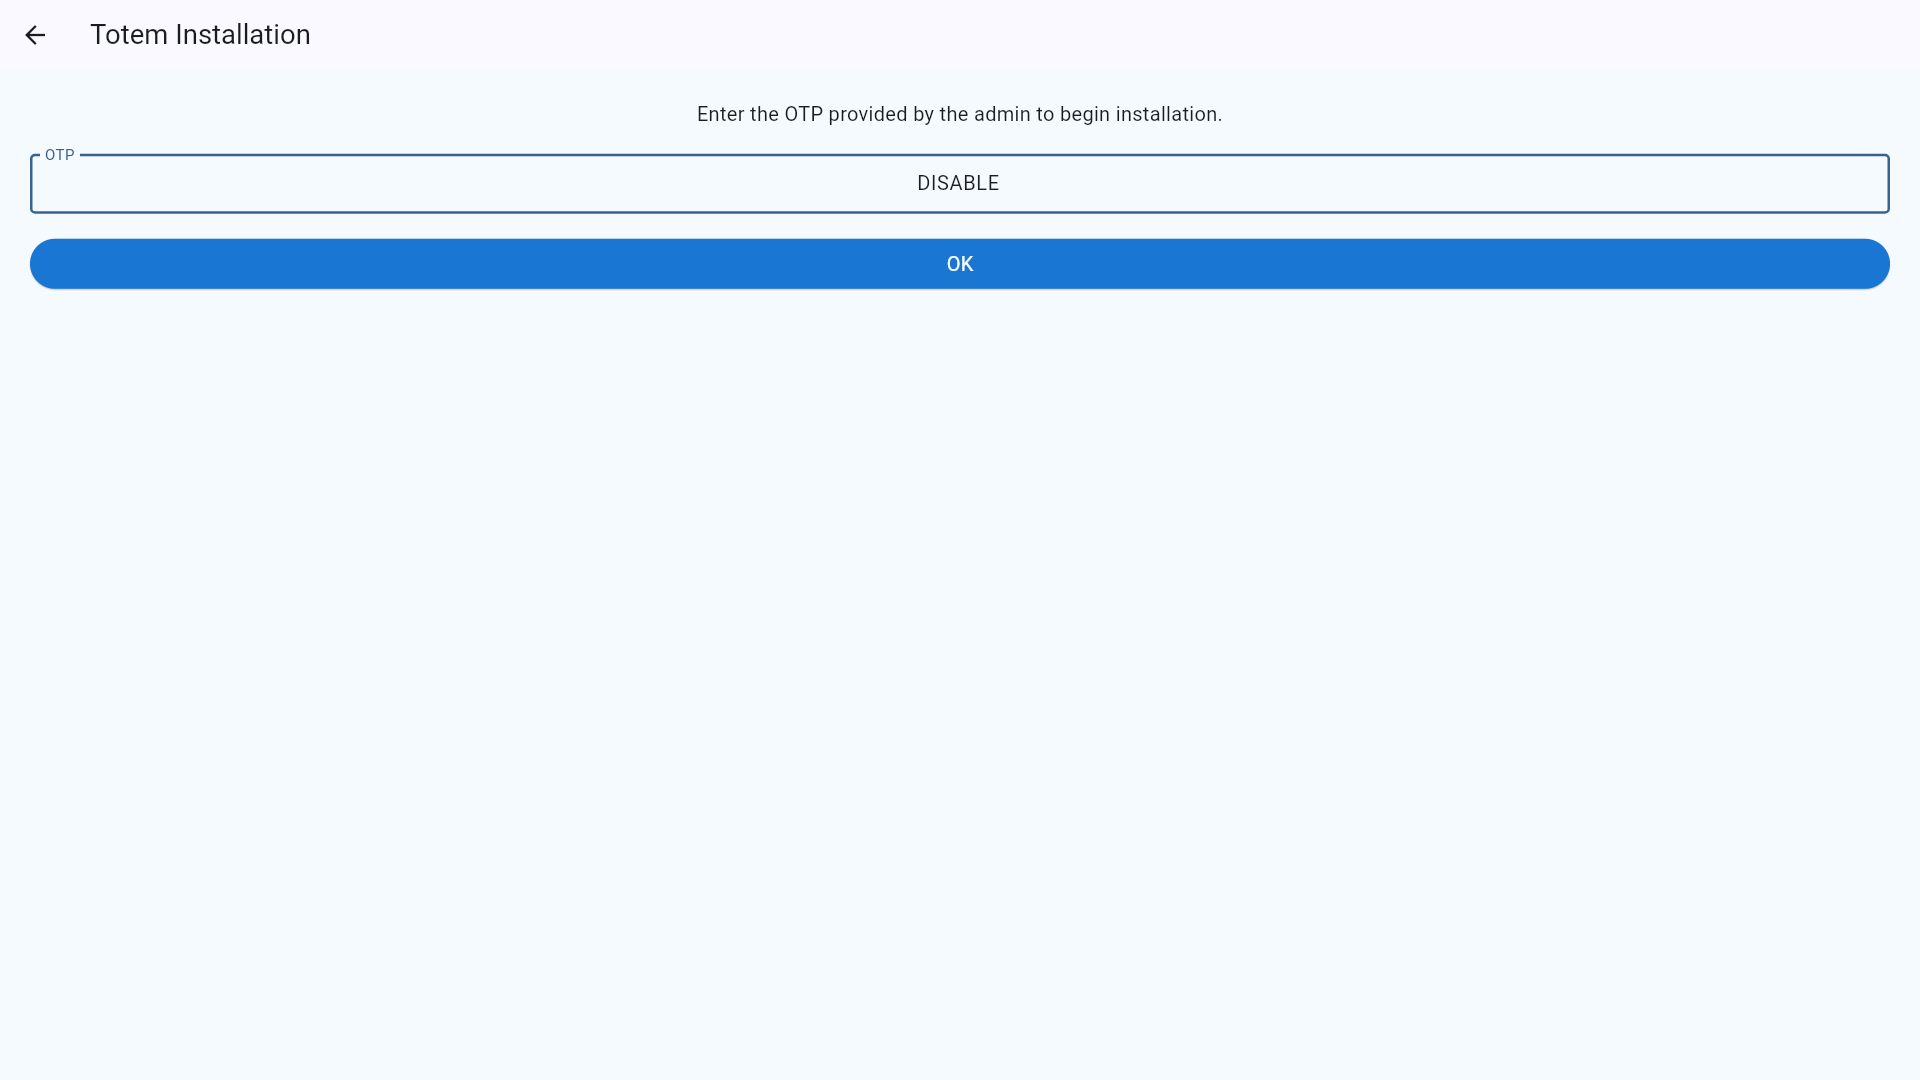 Totem Installation
Enter the OTP provided by the admin to begin installation.
OTP
DISABLE
OK